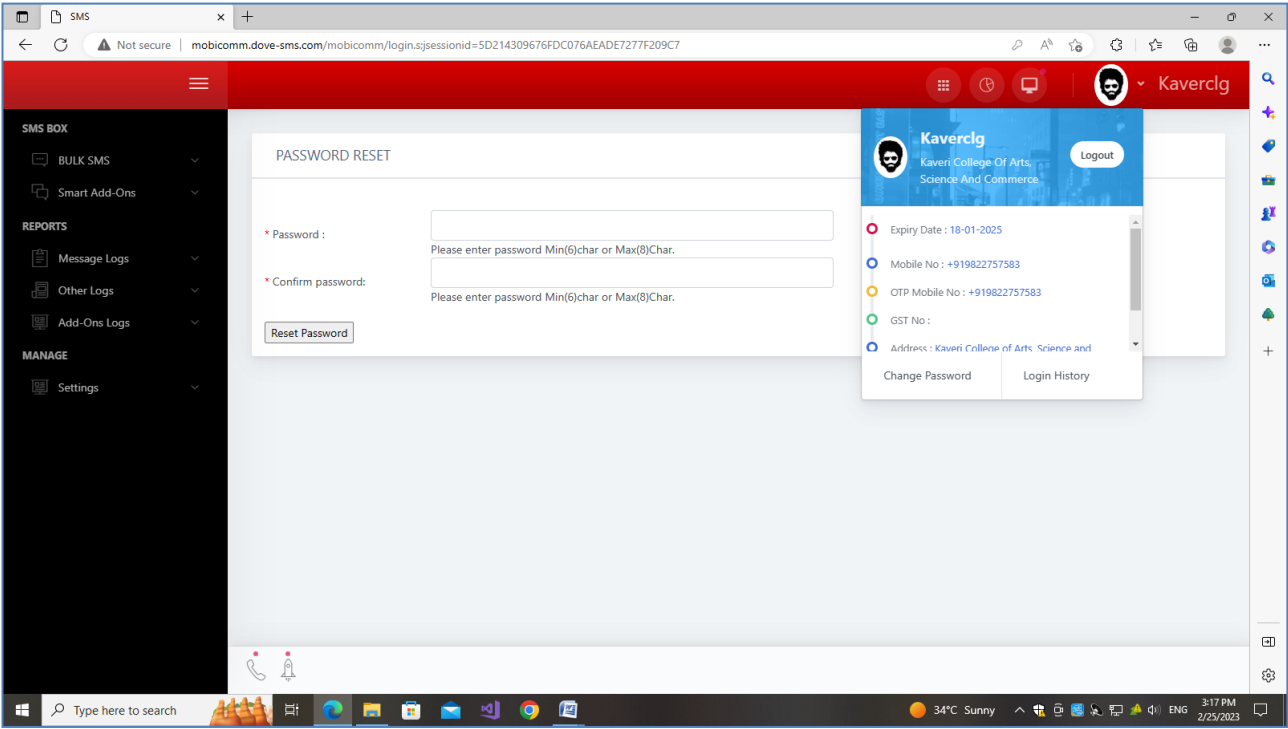 SMS
Not secure
mobicomm.dove-sms.com/mobicomm/login.s;jsessionid=5D214309676FDC076AEADE7277F209C7
Kaverclg
SMS BOX
BULK SMS
Smart Add-Ons
REPORTS
Message Logs
Other Logs
Add-Ons Logs
MANAGE
Settings
PASSWORD RESET
* Password :
Please enter password Min(6)char or Max(8)Char.
* Confirm password:
Please enter password Min(6)char or Max(8)Char.
Reset Password
Kaverclg
Kaveri College Of Arts,
Science And Commerce
Logout
Expiry Date : 18-01-2025
Mobile No : +919822757583
OTP Mobile No : +919822757583
GST No :
Address : Kaveri College of Arts, Science and
Change Password
Login History
Type here to search
34°C Sunny
ENG
3:17 PM
2/25/2023